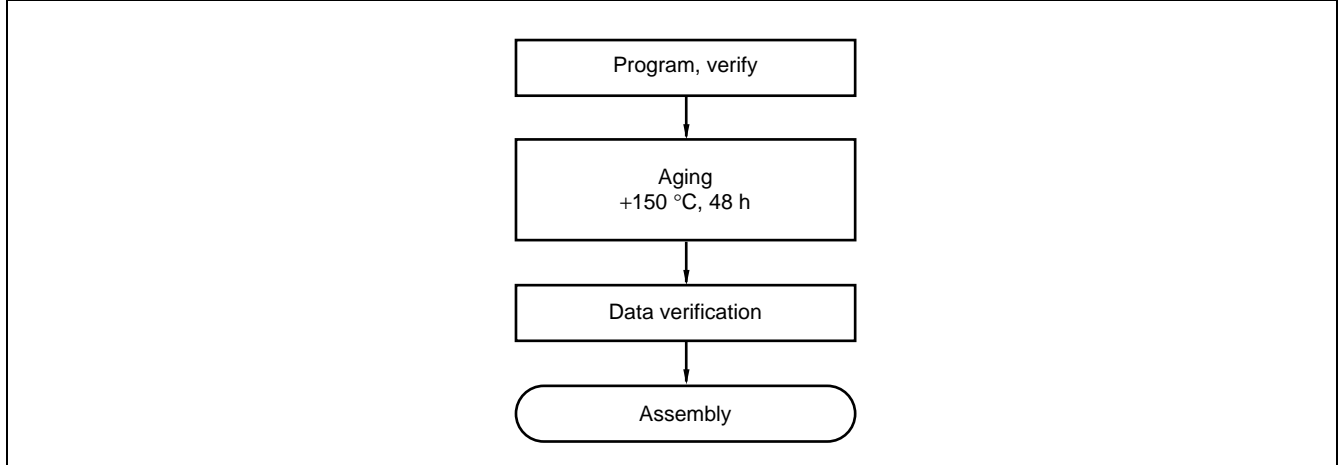 Program, verify
Aging
+150 °C, 48 h
Data verification
Assembly